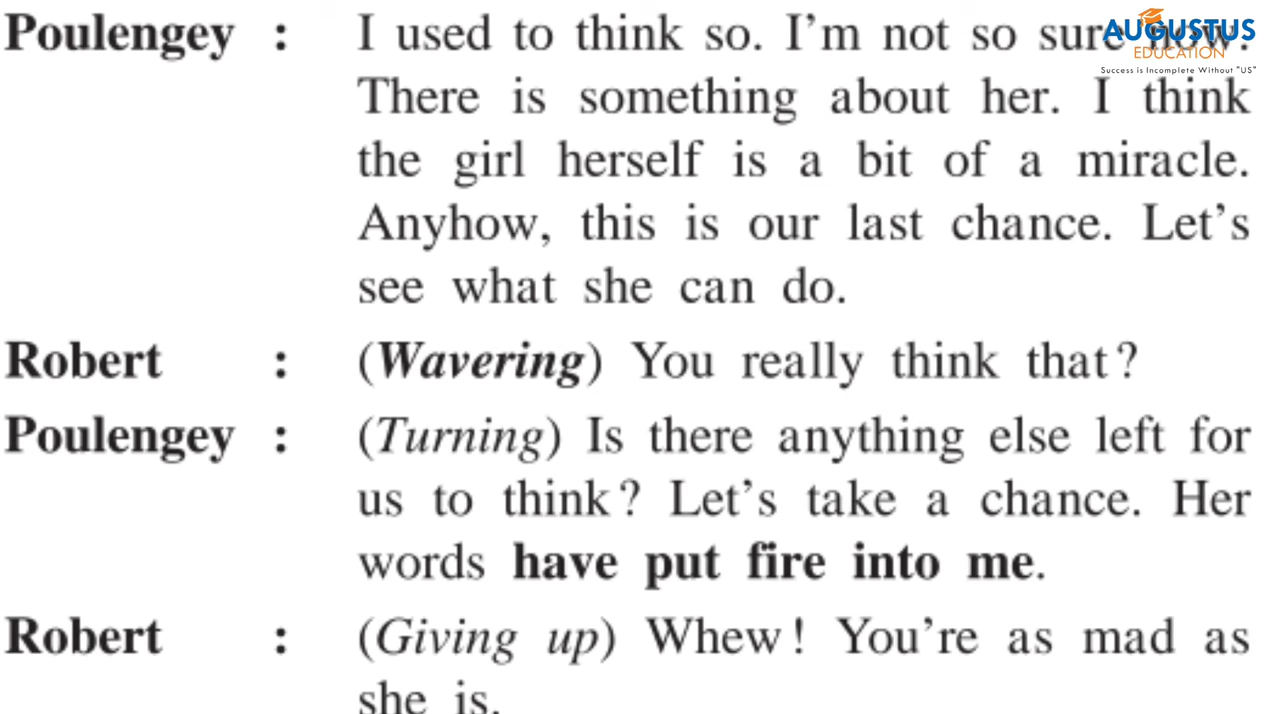 Poulengey : I used to think so. I'm not so sure now.
AUGUSTUS
EDUCATION
Success is Incomplete Without "US"
There is something about her. I think
the girl herself is a bit of a miracle.
Anyhow, this is our last chance. Let's
see what she can do.
Robert : (Wavering) You really think that?
Poulengey : (Turning) Is there anything else left for
us to think? Let's take a chance. Her
words have put fire into me.
Robert : (Giving up) Whew! You're as mad as
she is.